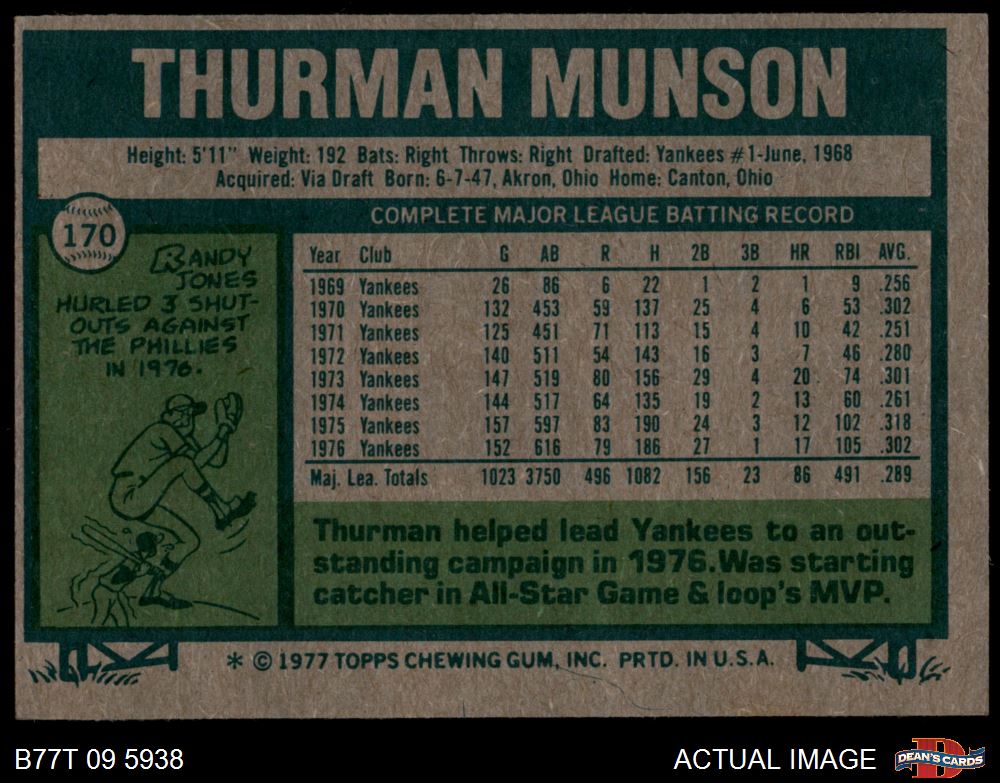 THURMAN MUNSON
Height: 5'11" Weight: 192 Bats: Right Throws: Right Drafted: Yankees #1-June, 1968
Acquired: Via Draft Born: 6-7-47, Akron, Ohio Home: Canton, Ohio
170
RANDY
JONES
HURLED 3 SHUT-
OUTS AGAINST
THE PHILLIES
IN 1976.
COMPLETE MAJOR LEAGUE BATTING RECORD
Year Club G AB R H 2B 3B HR RBI AVG.
1969 Yankees 26 86 6 22 1 2 1 9 .256
1970 Yankees 132 453 59 137 25 4 6 53 .302
1971 Yankees 125 451 71 113 15 4 10 42 .251
1972 Yankees 140 511 54 143 16 3 7 46 .280
1973 Yankees 147 519 80 156 29 4 20 74 .301
1974 Yankees 144 517 64 135 19 2 13 60 .261
1975 Yankees 157 597 83 190 24 3 12 102 .318
1976 Yankees 152 616 79 186 27 1 17 105 .302
Maj. Lea. Totals 1023 3750 496 1082 156 23 86 491 .289
Thurman helped lead Yankees to an out-
standing campaign in 1976.Was starting
catcher in All-Star Game & loop's MVP.
* © 1977 TOPPS CHEWING GUM, INC. PRTD. IN U.S.A.
B77T 09 5938
ACTUAL IMAGE
D
DEAN'S CARDS